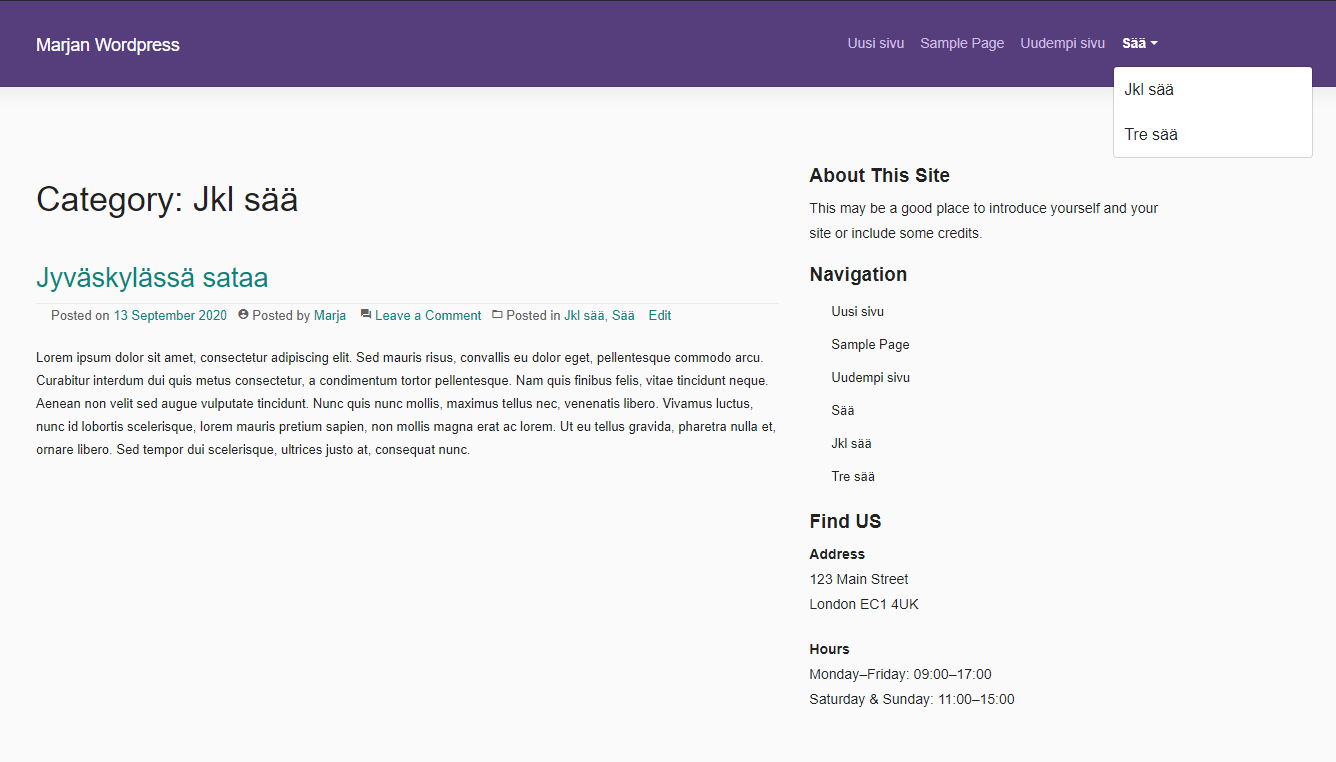 Marjan Wordpress
Uusi sivu
Sample Page
Uudempi sivu
Sää
Jkl sää
Tre sää
Category: Jkl sää
Jyväskylässä sataa
Posted on 13 September 2020 Posted by Marja Leave a Comment Posted in Jkl sää, Sää Edit
Lorem ipsum dolor sit amet, consectetur adipiscing elit. Sed mauris risus, convallis eu dolor eget, pellentesque commodo arcu.
Curabitur interdum dui quis metus consectetur, a condimentum tortor pellentesque. Nam quis finibus felis, vitae tincidunt neque.
Aenean non velit sed augue vulputate tincidunt. Nunc quis nunc mollis, maximus tellus nec, venenatis libero. Vivamus luctus,
nunc id lobortis scelerisque, lorem mauris pretium sapien, non mollis magna erat ac lorem. Ut eu tellus gravida, pharetra nulla et,
ornare libero. Sed tempor dui scelerisque, ultrices justo at, consequat nunc.
About This Site
This may be a good place to introduce yourself and your
site or include some credits.
Navigation
Uusi sivu
Sample Page
Uudempi sivu
Sää
Jkl sää
Tre sää
Find US
Address
123 Main Street
London EC1 4UK
Hours
Monday–Friday: 09:00–17:00
Saturday & Sunday: 11:00–15:00